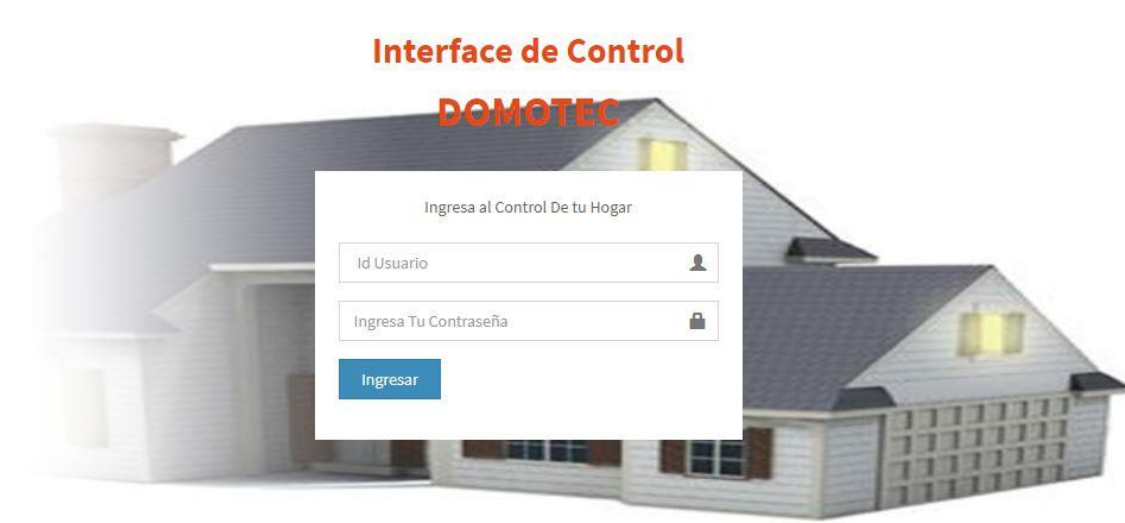 Interface de Control
DOMOTEC
Ingresa al Control De tu Hogar
Id Usuario
Ingresa Tu Contraseña
Ingresar